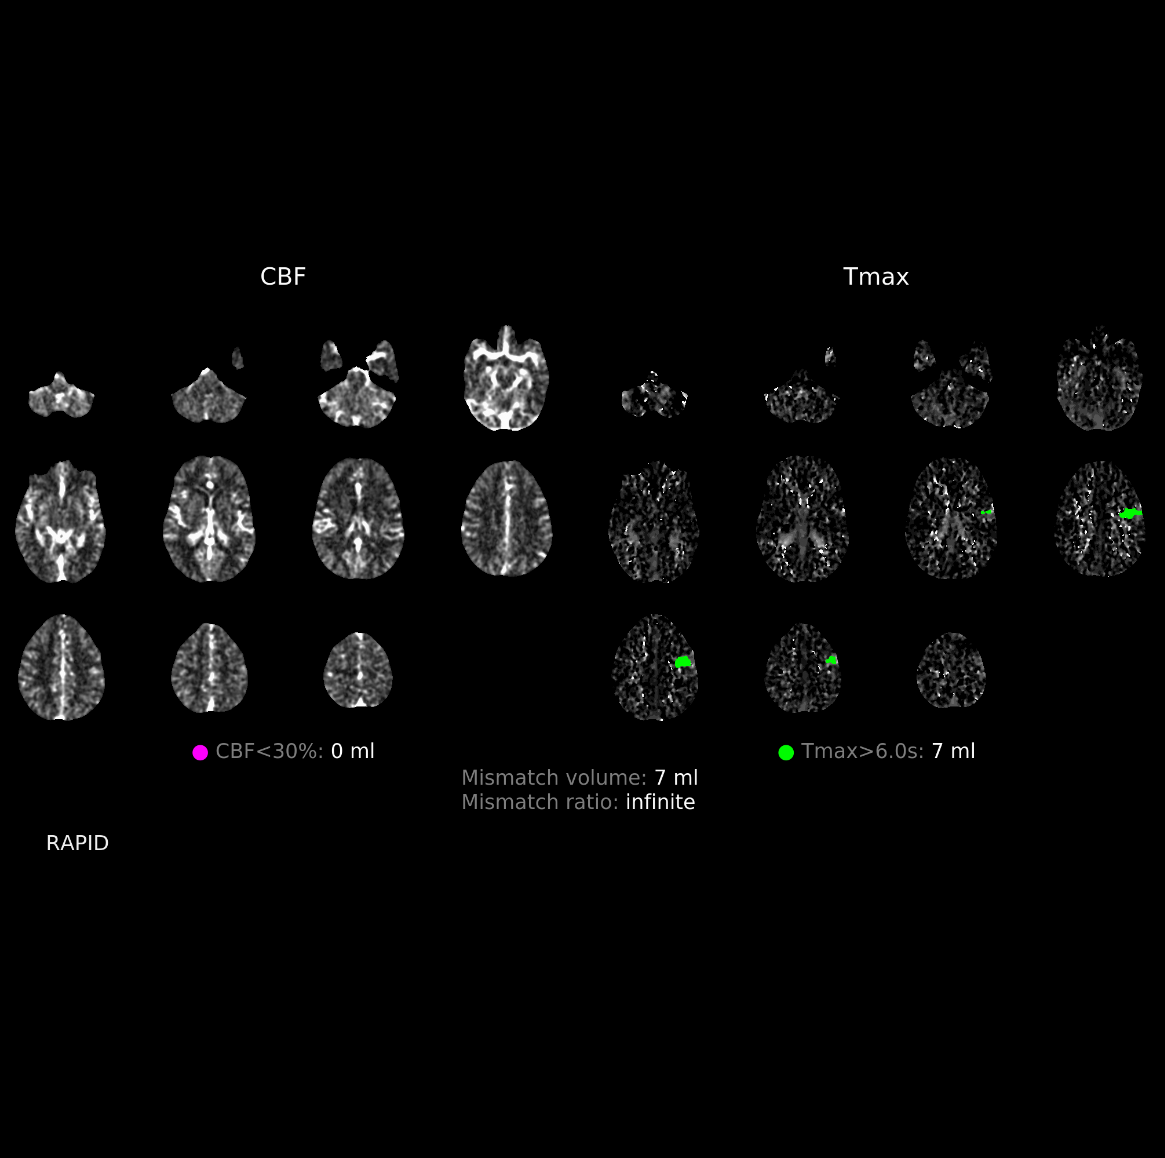 CBF
Tmax
CBF<30%: 0 ml
Tmax>6.0s: 7 ml
Mismatch volume: 7 ml
Mismatch ratio: infinite
RAPID